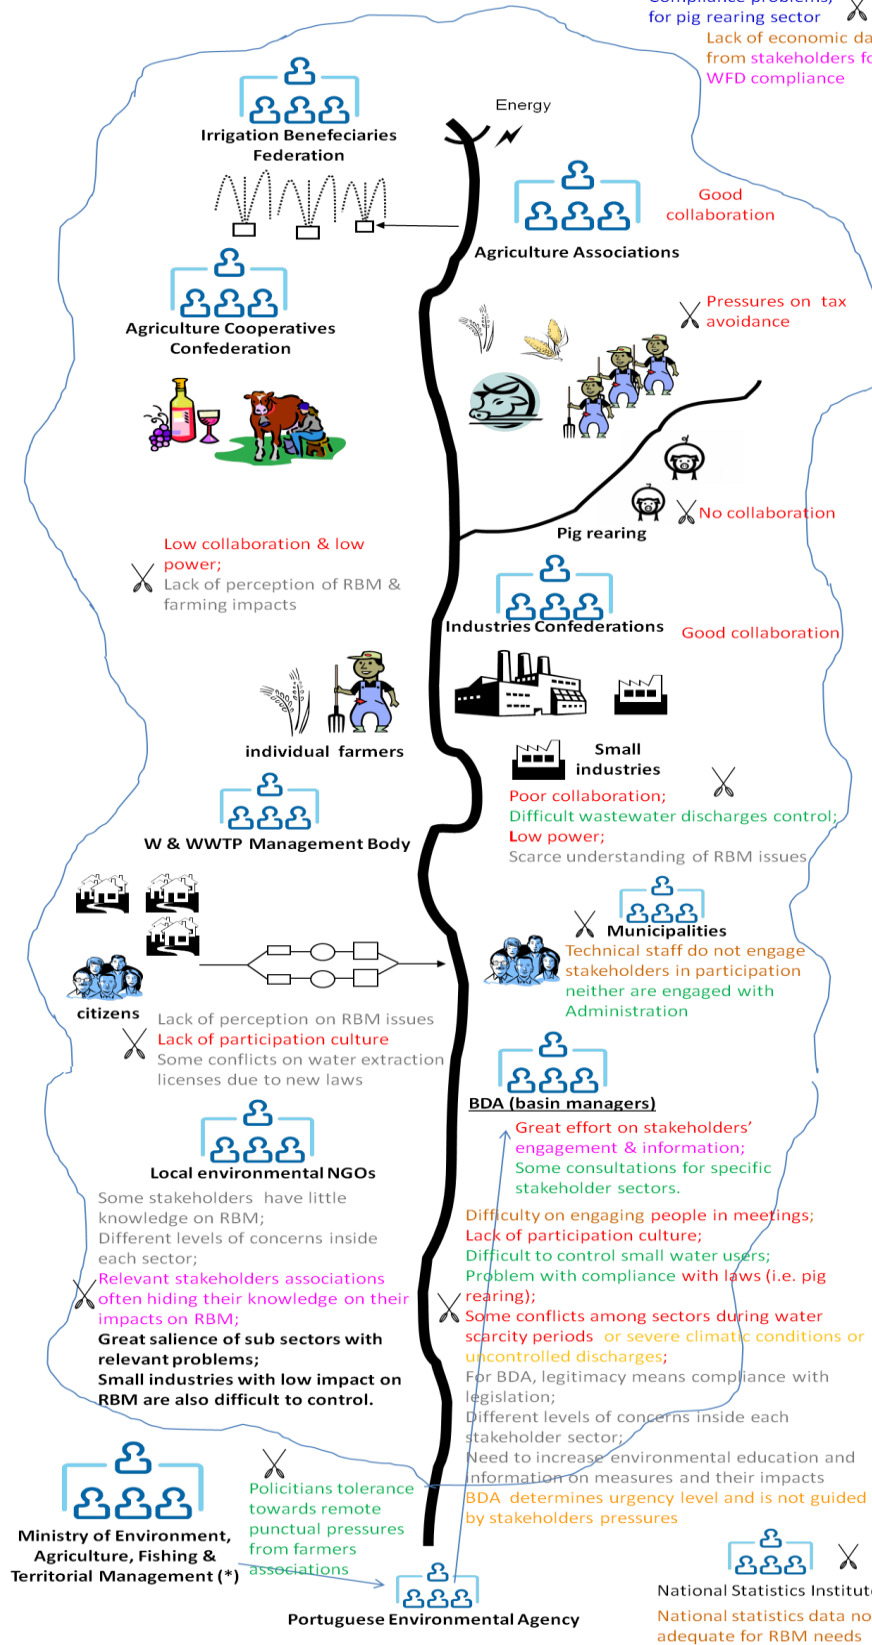 Compliance problems,
for pig rearing sector
Lack of economic da
from stakeholders fo
WFD compliance
Irrigation Benefeciaries
Federation
Energy
Agriculture Associations
Good
collaboration
Agriculture Cooperatives
Confederation
Pressures on tax
avoidance
No collaboration
Pig rearing
Low collaboration & low
power;
Lack of perception of RBM &
farming impacts
Industries Confederations
Good collaboration
individual farmers
Small
industries
Poor collaboration;
Difficult wastewater discharges control;
Low power;
Scarce understanding of RBM issues
W & WWTP Management Body
Municipalities
Technical staff do not engage
stakeholders in participation
neither are engaged with
Administration
citizens
Lack of perception on RBM issues
Lack of participation culture
Some conflicts on water extraction
licenses due to new laws
BDA (basin managers)
Great effort on stakeholders’
engagement & information;
Some consultations for specific
stakeholder sectors.
Local environmental NGOs
Some stakeholders have little
knowledge on RBM;
Different levels of concerns inside
each sector;
Relevant stakeholders associations
often hiding their knowledge on their
impacts on RBM;
Great salience of sub sectors with
relevant problems;
Small industries with low impact on
RBM are also difficult to control.
Difficulty on engaging people in meetings;
Lack of participation culture;
Difficult to control small water users;
Problem with compliance with laws (i.e. pig
rearing);
Some conflicts among sectors during water
scarcity periods or severe climatic conditions or
uncontrolled discharges;
For BDA, legitimacy means compliance with
legislation;
Different levels of concerns inside each
stakeholder sector;
Need to increase environmental education and
information on measures and their impacts
BDA determines urgency level and is not guided
by stakeholders pressures
Ministry of Environment,
Agriculture, Fishing &
Territorial Management (*)
Policitians tolerance
towards remote
punctual pressures
from farmers
associations
Portuguese Environmental Agency
National Statistics Institute
National statistics data no
adequate for RBM needs